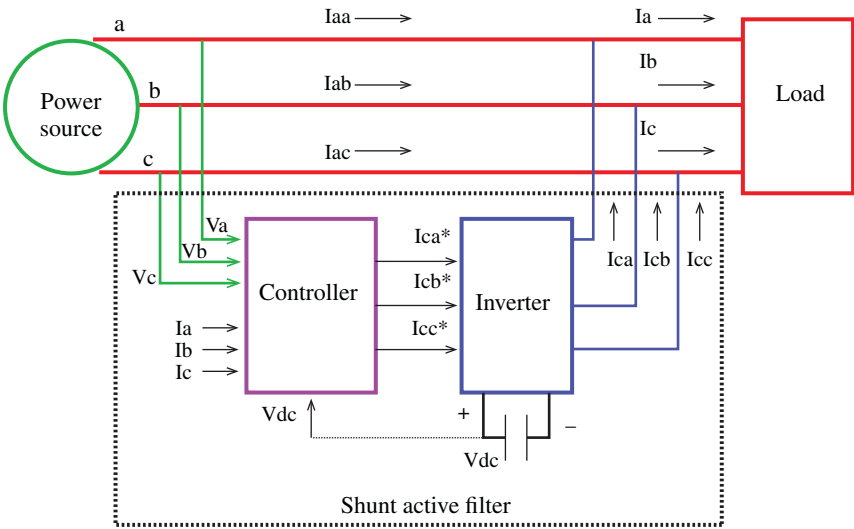 a
Iaa
Ia
Power
source
b
Iab
Ib
Load
c
Iac
Ic
Va
Vb
Vc
Controller
Ica*
Icb*
Icc*
Inverter
Ica
Icb
Icc
Ia
Ib
Ic
Vdc
+
−
Vdc
Shunt active filter